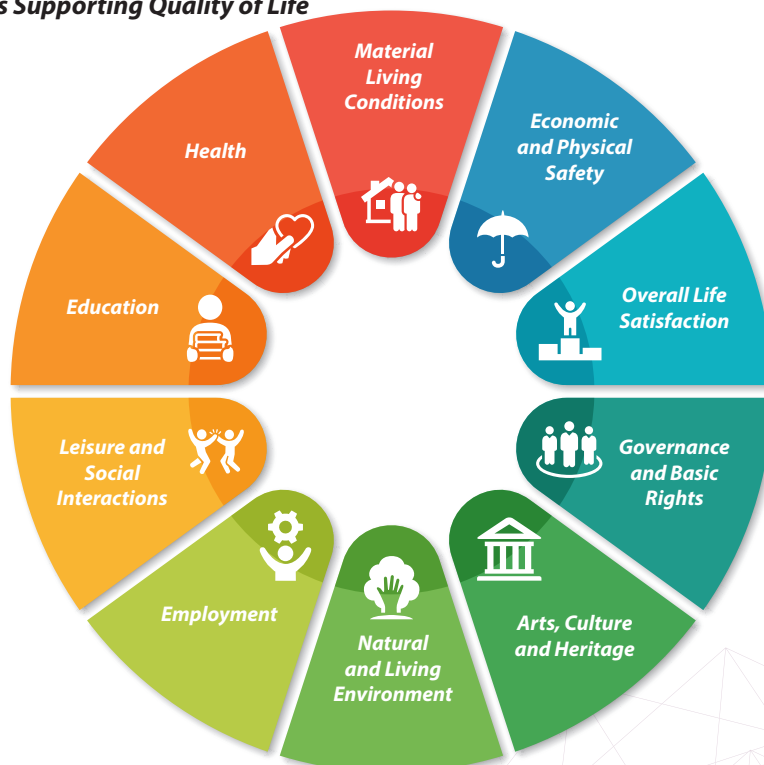 s Supporting Quality of Life
Material
Living
Conditions
Economic
and Physical
Safety
Overall Life
Satisfaction
Governance
and Basic
Rights
Arts, Culture
and Heritage
Natural
and Living
Environment
Employment
Leisure and
Social
Interactions
Education
Health